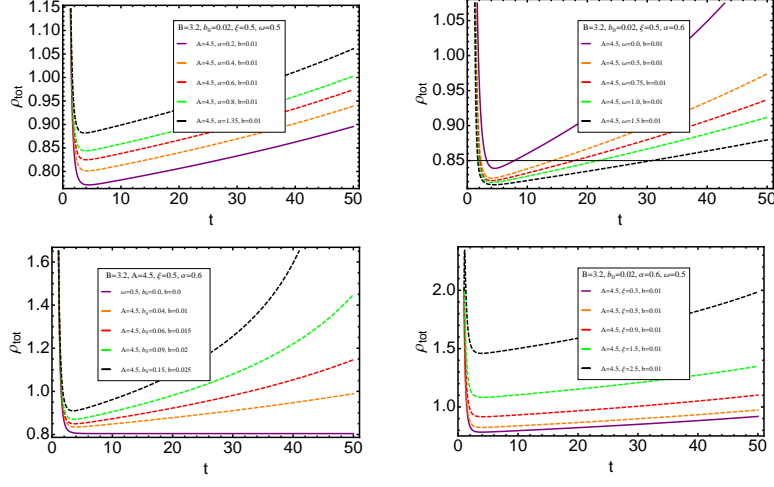 B=3.2, b₀=0.02, ξ=0.5, ω=0.5
A=4.5, α=0.2, b=0.01
A=4.5, α=0.4, b=0.01
A=4.5, α=0.6, b=0.01
A=4.5, α=0.8, b=0.01
A=4.5, α=1.35, b=0.01
1.15
1.10
1.05
1.00
0.95
0.90
0.85
0.80
ρtot
0 10 20 30 40 50
t
B=3.2, b₀=0.02, ξ=0.5, α=0.6
A=4.5, ω=0.0, b=0.01
A=4.5, ω=0.5, b=0.01
A=4.5, ω=0.75, b=0.01
A=4.5, ω=1.0, b=0.01
A=4.5, ω=1.5, b=0.01
1.05
1.00
0.95
0.90
0.85
0.80
ρtot
0 10 20 30 40 50
t
B=3.2, A=4.5, ξ=0.5, α=0.6
ω=0.5, b₀=0.0, b=0.0
A=4.5, b₀=0.04, b=0.01
A=4.5, b₀=0.06, b=0.015
A=4.5, b₀=0.09, b=0.02
A=4.5, b₀=0.15, b=0.025
1.6
1.4
1.2
1.0
0.8
ρtot
0 10 20 30 40 50
t
B=3.2, b₀=0.02, α=0.6, ω=0.5
A=4.5, ξ=0.3, b=0.01
A=4.5, ξ=0.5, b=0.01
A=4.5, ξ=0.9, b=0.01
A=4.5, ξ=1.5, b=0.01
A=4.5, ξ=2.5, b=0.01
2.0
1.5
1.0
ρtot
0 10 20 30 40 50
t